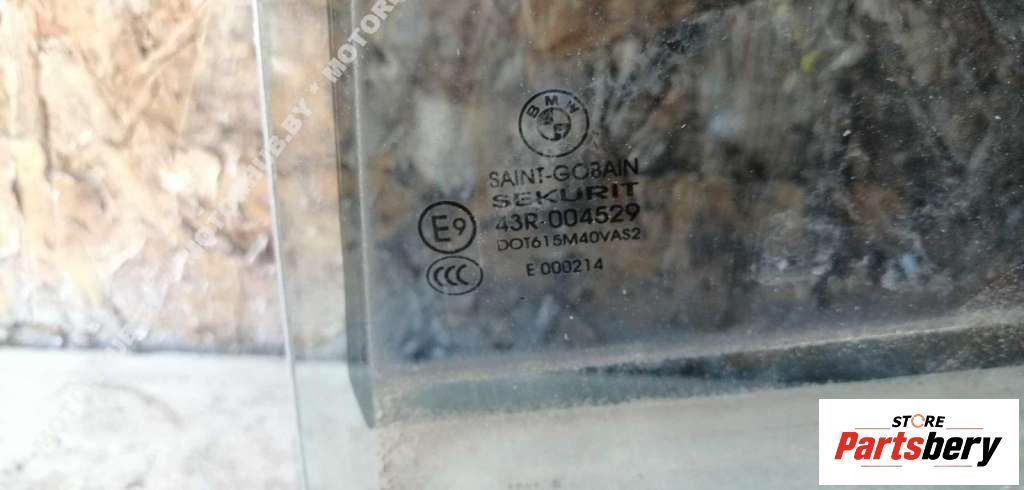 BMW
SAINT-GOBAIN
SEKURIT
E9
43R-004529
DOT615M40VAS2
CCC
E 000214
STORE
Partsbery